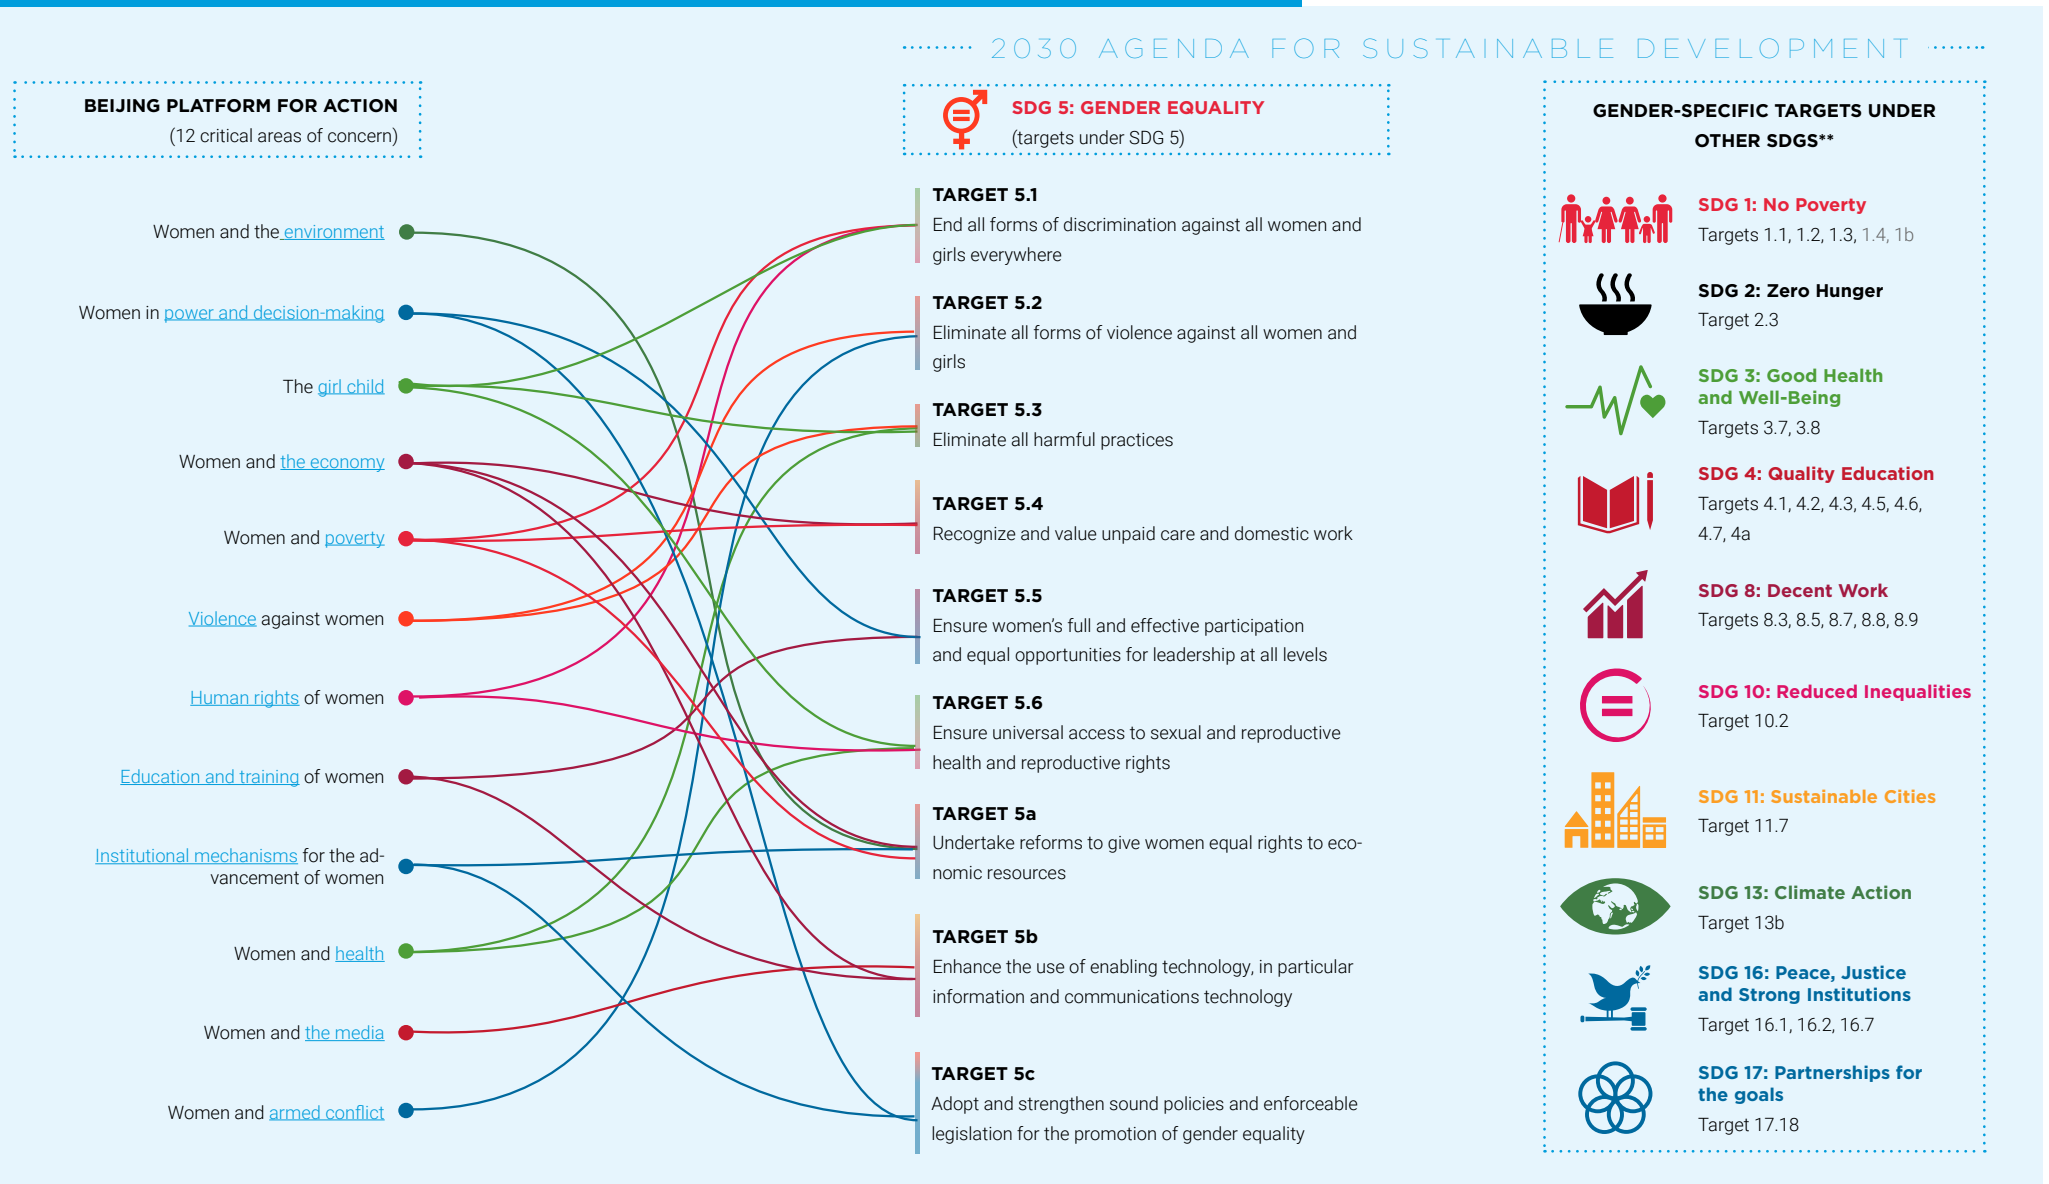 2030 AGENDA FOR SUSTAINABLE DEVELOPMENT
BEIJING PLATFORM FOR ACTION
(12 critical areas of concern)
Women and the environment
Women in power and decision-making
The girl child
Women and the economy
Women and poverty
Violence against women
Human rights of women
Education and training of women
Institutional mechanisms for the ad-
vancement of women
Women and health
Women and the media
Women and armed conflict
SDG 5: GENDER EQUALITY
(targets under SDG 5)
TARGET 5.1
End all forms of discrimination against all women and
girls everywhere
TARGET 5.2
Eliminate all forms of violence against all women and
girls
TARGET 5.3
Eliminate all harmful practices
TARGET 5.4
Recognize and value unpaid care and domestic work
TARGET 5.5
Ensure women’s full and effective participation
and equal opportunities for leadership at all levels
TARGET 5.6
Ensure universal access to sexual and reproductive
health and reproductive rights
TARGET 5a
Undertake reforms to give women equal rights to eco-
nomic resources
TARGET 5b
Enhance the use of enabling technology, in particular
information and communications technology
TARGET 5c
Adopt and strengthen sound policies and enforceable
legislation for the promotion of gender equality
GENDER-SPECIFIC TARGETS UNDER
OTHER SDGS**
SDG 1: No Poverty
Targets 1.1, 1.2, 1.3, 1.4, 1b
SDG 2: Zero Hunger
Target 2.3
SDG 3: Good Health
and Well-Being
Targets 3.7, 3.8
SDG 4: Quality Education
Targets 4.1, 4.2, 4.3, 4.5, 4.6,
4.7, 4a
SDG 8: Decent Work
Targets 8.3, 8.5, 8.7, 8.8, 8.9
SDG 10: Reduced Inequalities
Target 10.2
SDG 11: Sustainable Cities
Target 11.7
SDG 13: Climate Action
Target 13b
SDG 16: Peace, Justice
and Strong Institutions
Target 16.1, 16.2, 16.7
SDG 17: Partnerships for
the goals
Target 17.18